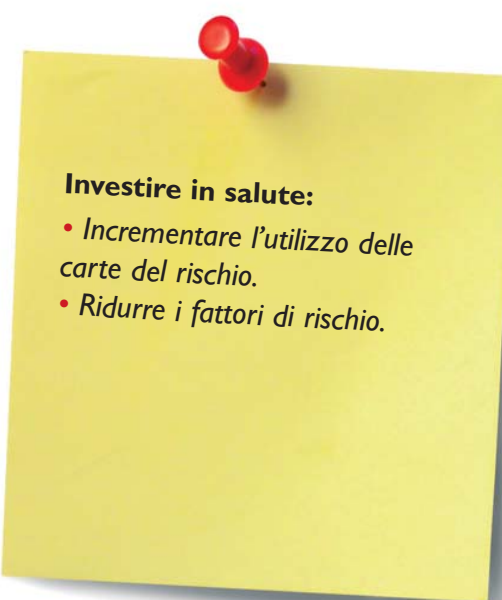 Investire in salute:
• Incrementare l’utilizzo delle
carte del rischio.
• Ridurre i fattori di rischio.